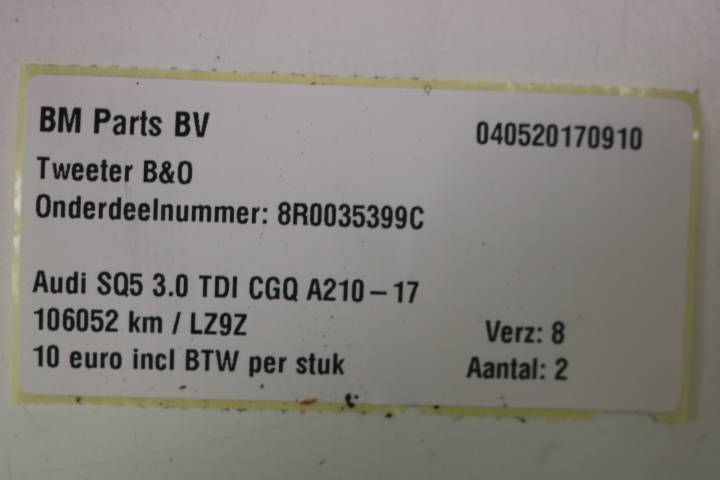 BM Parts BV
040520170910
Tweeter B&O
Onderdeelnummer: 8R0035399C
Audi SQ5 3.0 TDI CGQ A210-17
106052 km / LZ9Z
Verz: 8
10 euro incl BTW per stuk
Aantal: 2